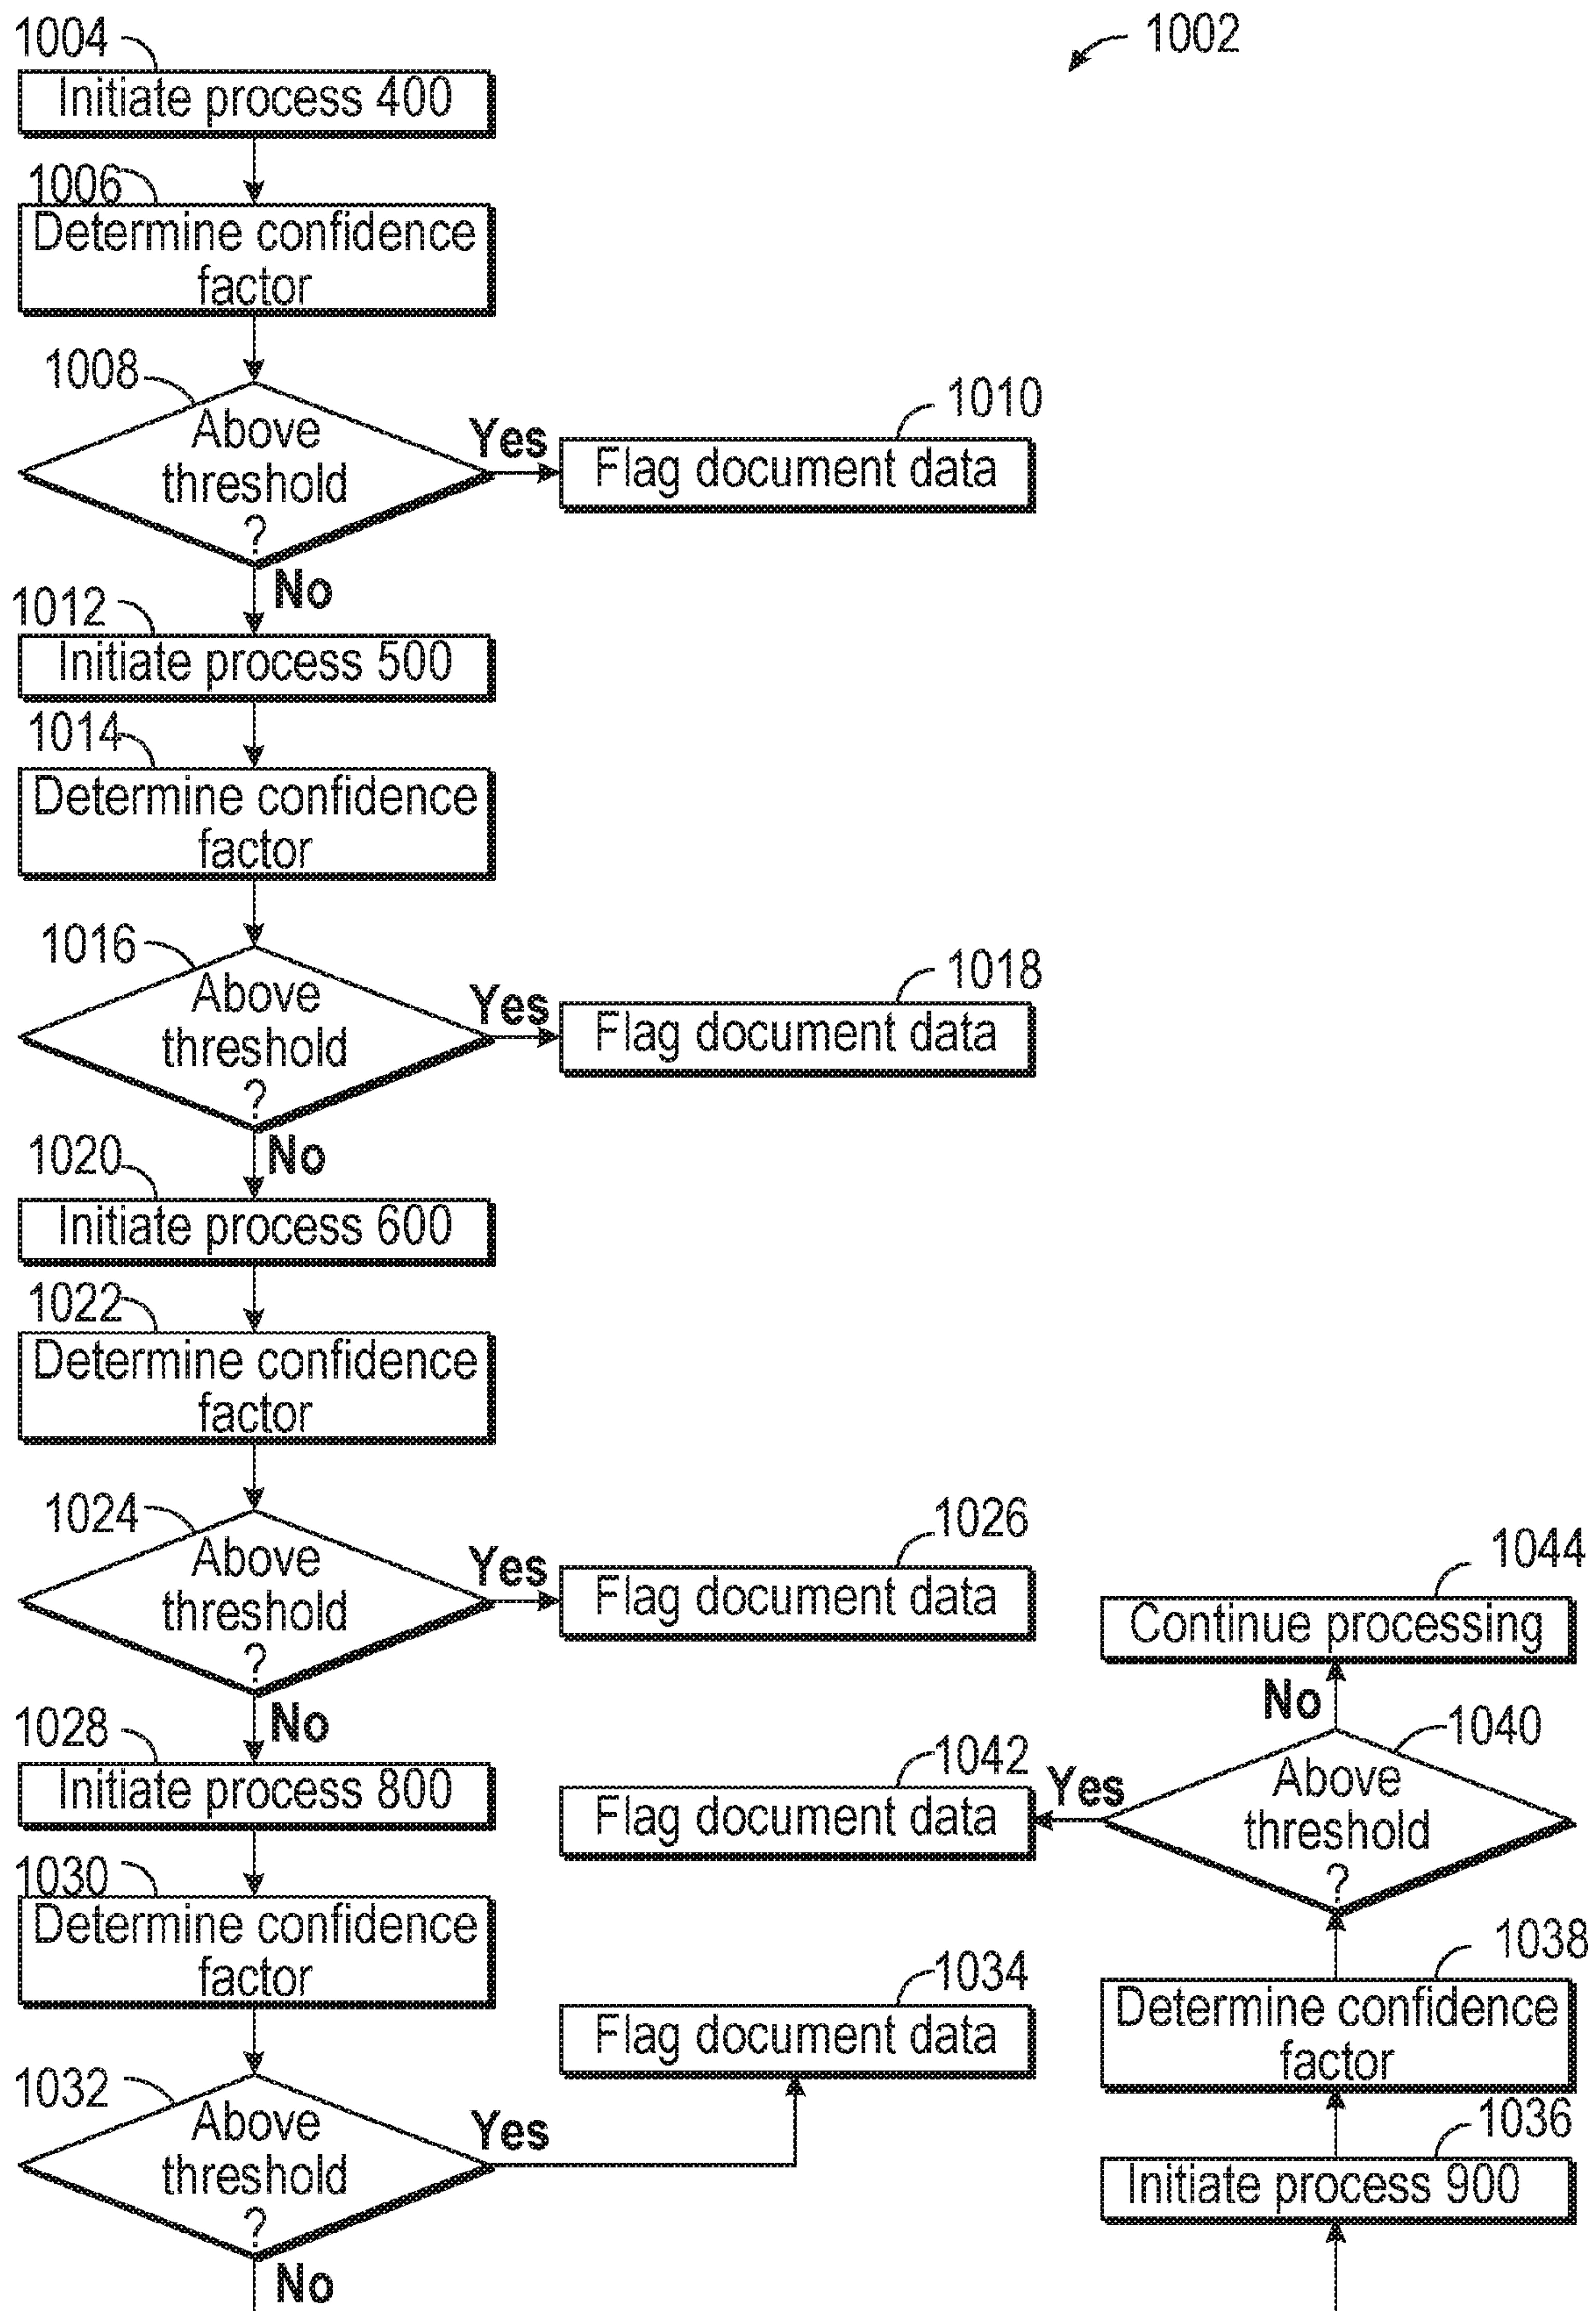 1002
1004
Initiate process 400
1006
Determine confidence
factor
1008
Above
threshold
?
Yes
1010
Flag document data
No
1012
Initiate process 500
1014
Determine confidence
factor
1016
Above
threshold
?
Yes
1018
Flag document data
No
1020
Initiate process 600
1022
Determine confidence
factor
1024
Above
threshold
?
Yes
1026
Flag document data
No
1028
Initiate process 800
1030
Determine confidence
factor
1032
Above
threshold
?
Yes
1034
Flag document data
No
1036
Initiate process 900
1038
Determine confidence
factor
1040
Above
threshold
?
Yes
1042
Flag document data
No
1044
Continue processing